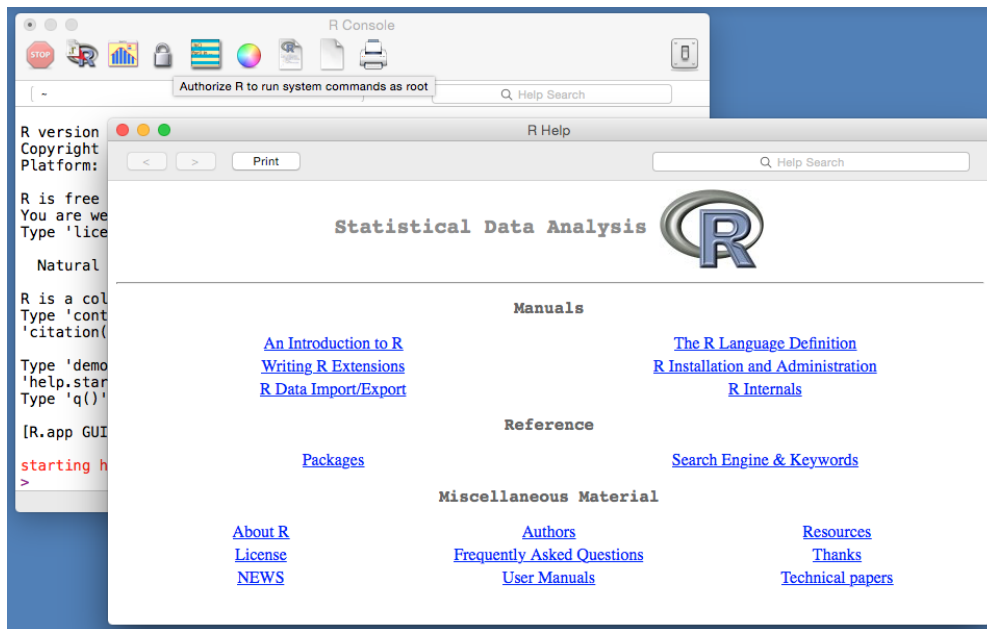 R Console
STOP
Authorize R to run system commands as root
~
Help Search
R version
Copyright
Platform:
R is free
You are we
Type 'lice
Natural
R is a col
Type 'cont
'citation(
Type 'demo
'help.star
Type 'q()'
[R.app GUI
starting h
>
R Help
< > Print Help Search
Statistical Data Analysis R
Manuals
An Introduction to R The R Language Definition
Writing R Extensions R Installation and Administration
R Data Import/Export R Internals
Reference
Packages Search Engine & Keywords
Miscellaneous Material
About R Authors Resources
License Frequently Asked Questions Thanks
NEWS User Manuals Technical papers